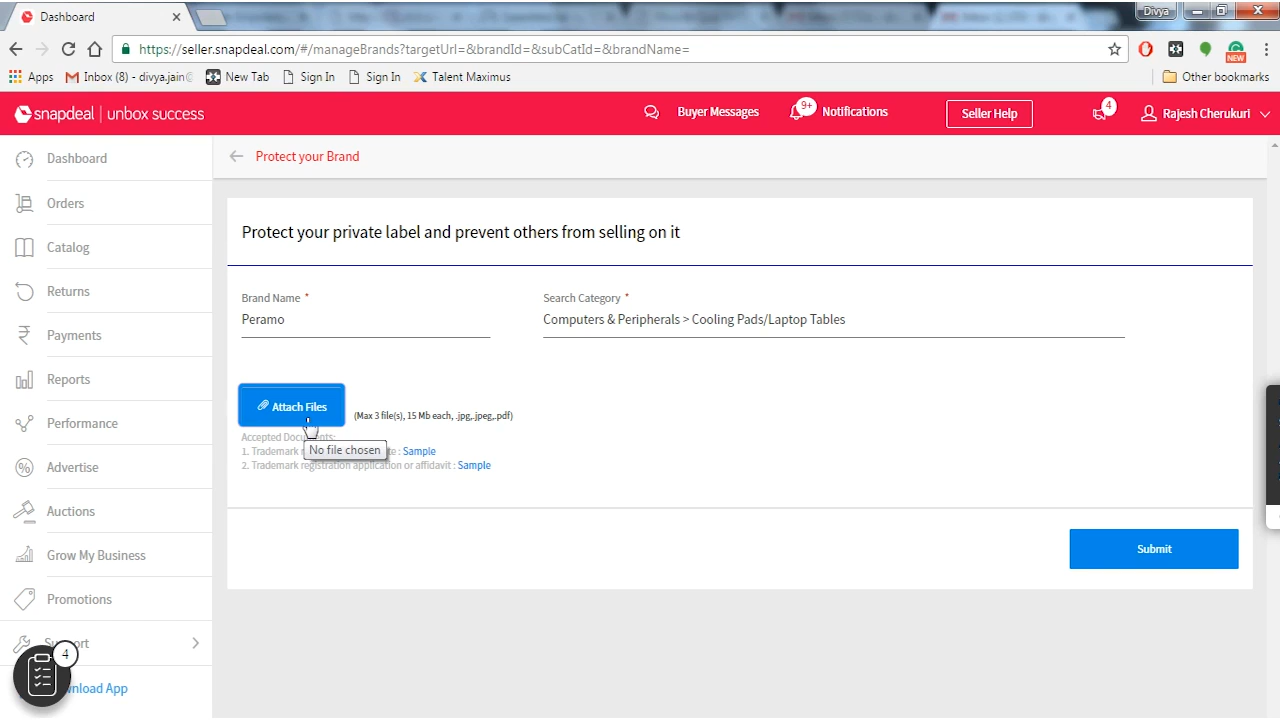 Dashboard
Divya
https://seller.snapdeal.com/#/manageBrands?targetUrl=&brandId=&subCatId=&brandName=
NEW
Apps
Inbox (8) - divya.jain@
New Tab
Sign In
Sign In
Talent Maximus
Other bookmarks
snapdeal | unbox success
Buyer Messages
9+
Notifications
Seller Help
4
Rajesh Cherukuri
Dashboard
Orders
Catalog
Returns
Payments
Reports
Performance
Advertise
Auctions
Grow My Business
Promotions
Support
4
App
Protect your Brand
Protect your private label and prevent others from selling on it
Brand Name *
Peramo
Search Category *
Computers & Peripherals > Cooling Pads/Laptop Tables
Attach Files
(Max 3 file(s), 15 Mb each, .jpg,.jpeg,.pdf)
Accepted Documents:
No file chosen
1. Trademark : Sample
2. Trademark registration application or affidavit : Sample
Submit